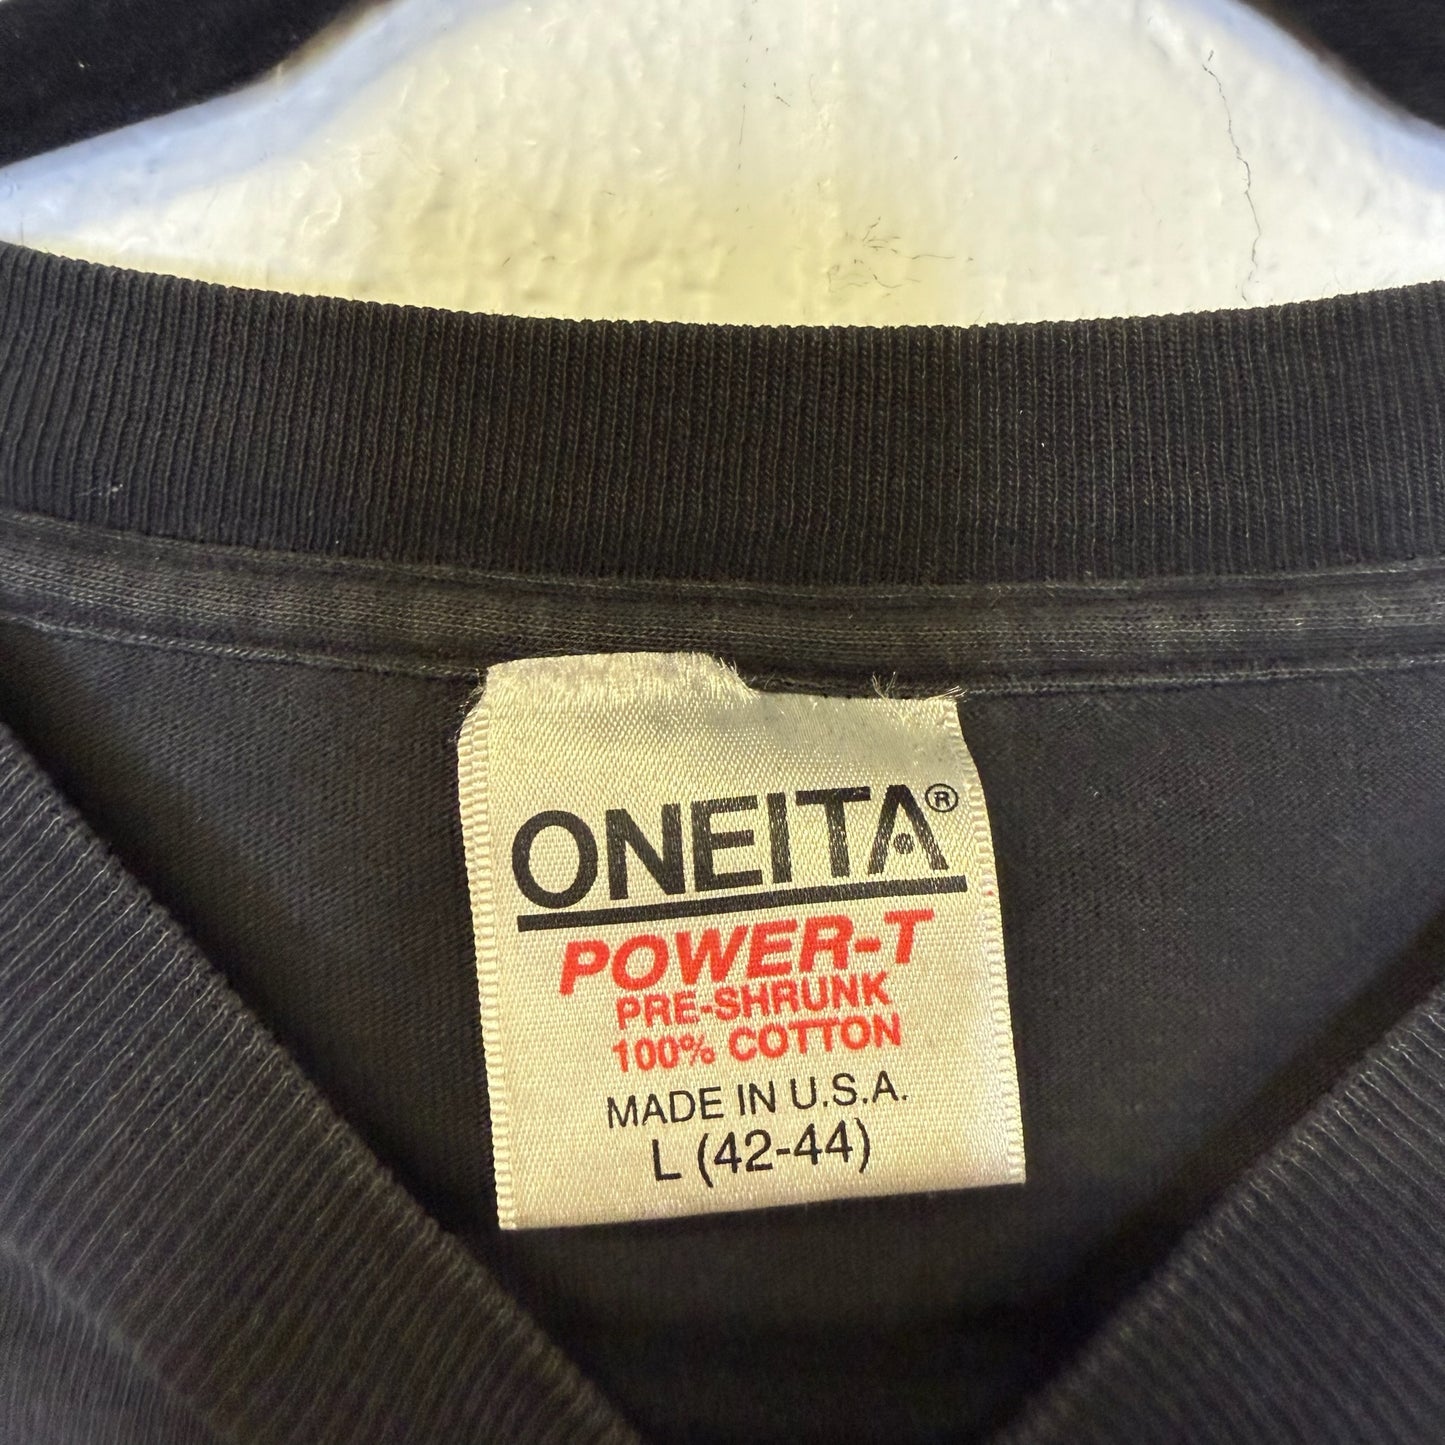 ONEITA®
POWER-T
PRE-SHRUNK
100% COTTON
MADE IN U.S.A.
L (42-44)